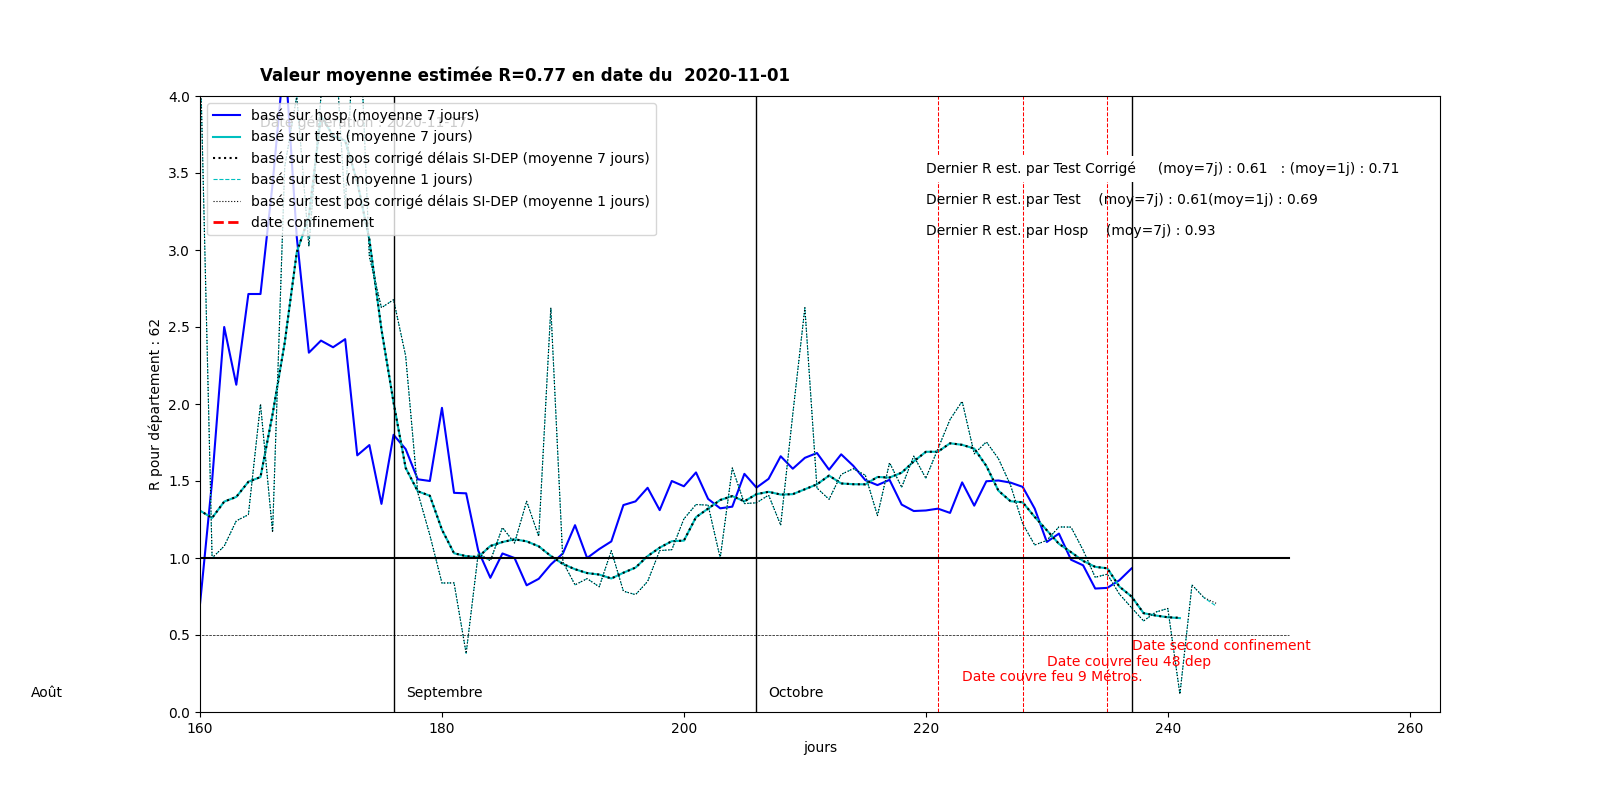 Valeur moyenne estimée R=0.77 en date du  2020-11-01
4.0
3.5
3.0
2.5
2.0
1.5
1.0
0.5
0.0
R pour département : 62
basé sur hosp (moyenne 7 jours)
basé sur test (moyenne 7 jours)
basé sur test pos corrigé délais SI-DEP (moyenne 7 jours)
basé sur test (moyenne 1 jours)
basé sur test pos corrigé délais SI-DEP (moyenne 1 jours)
date confinement
Dernier R est. par Test Corrigé     (moy=7j) : 0.61   : (moy=1j) : 0.71
Dernier R est. par Test    (moy=7j) : 0.61(moy=1j) : 0.69
Dernier R est. par Hosp    (moy=7j) : 0.93
Date second confinement
Date couvre feu 48 dep
Date couvre feu 9 Métros.
Août
Septembre
Octobre
160
180
200
220
240
260
jours